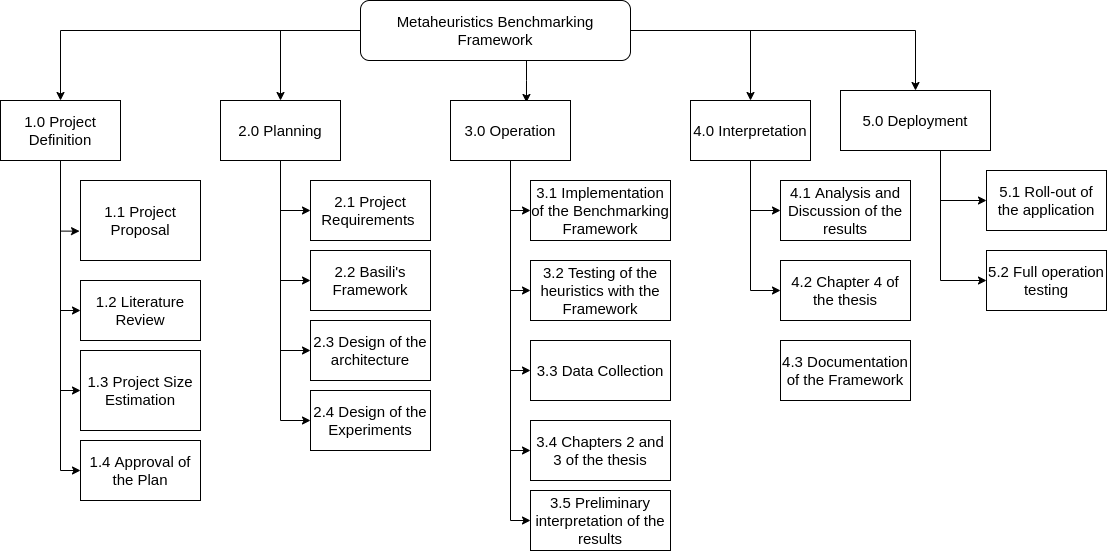 Metaheuristics Benchmarking
Framework
1.0 Project
Definition
2.0 Planning
3.0 Operation
4.0 Interpretation
5.0 Deployment
1.1 Project
Proposal
1.2 Literature
Review
1.3 Project Size
Estimation
1.4 Approval of
the Plan
2.1 Project
Requirements
2.2 Basili's
Framework
2.3 Design of the
architecture
2.4 Design of the
Experiments
3.1 Implementation
of the Benchmarking
Framework
3.2 Testing of the
heuristics with the
Framework
3.3 Data Collection
3.4 Chapters 2 and
3 of the thesis
3.5 Preliminary
interpretation of the
results
4.1 Analysis and
Discussion of the
results
4.2 Chapter 4 of
the thesis
4.3 Documentation
of the Framework
5.1 Roll-out of
the application
5.2 Full operation
testing